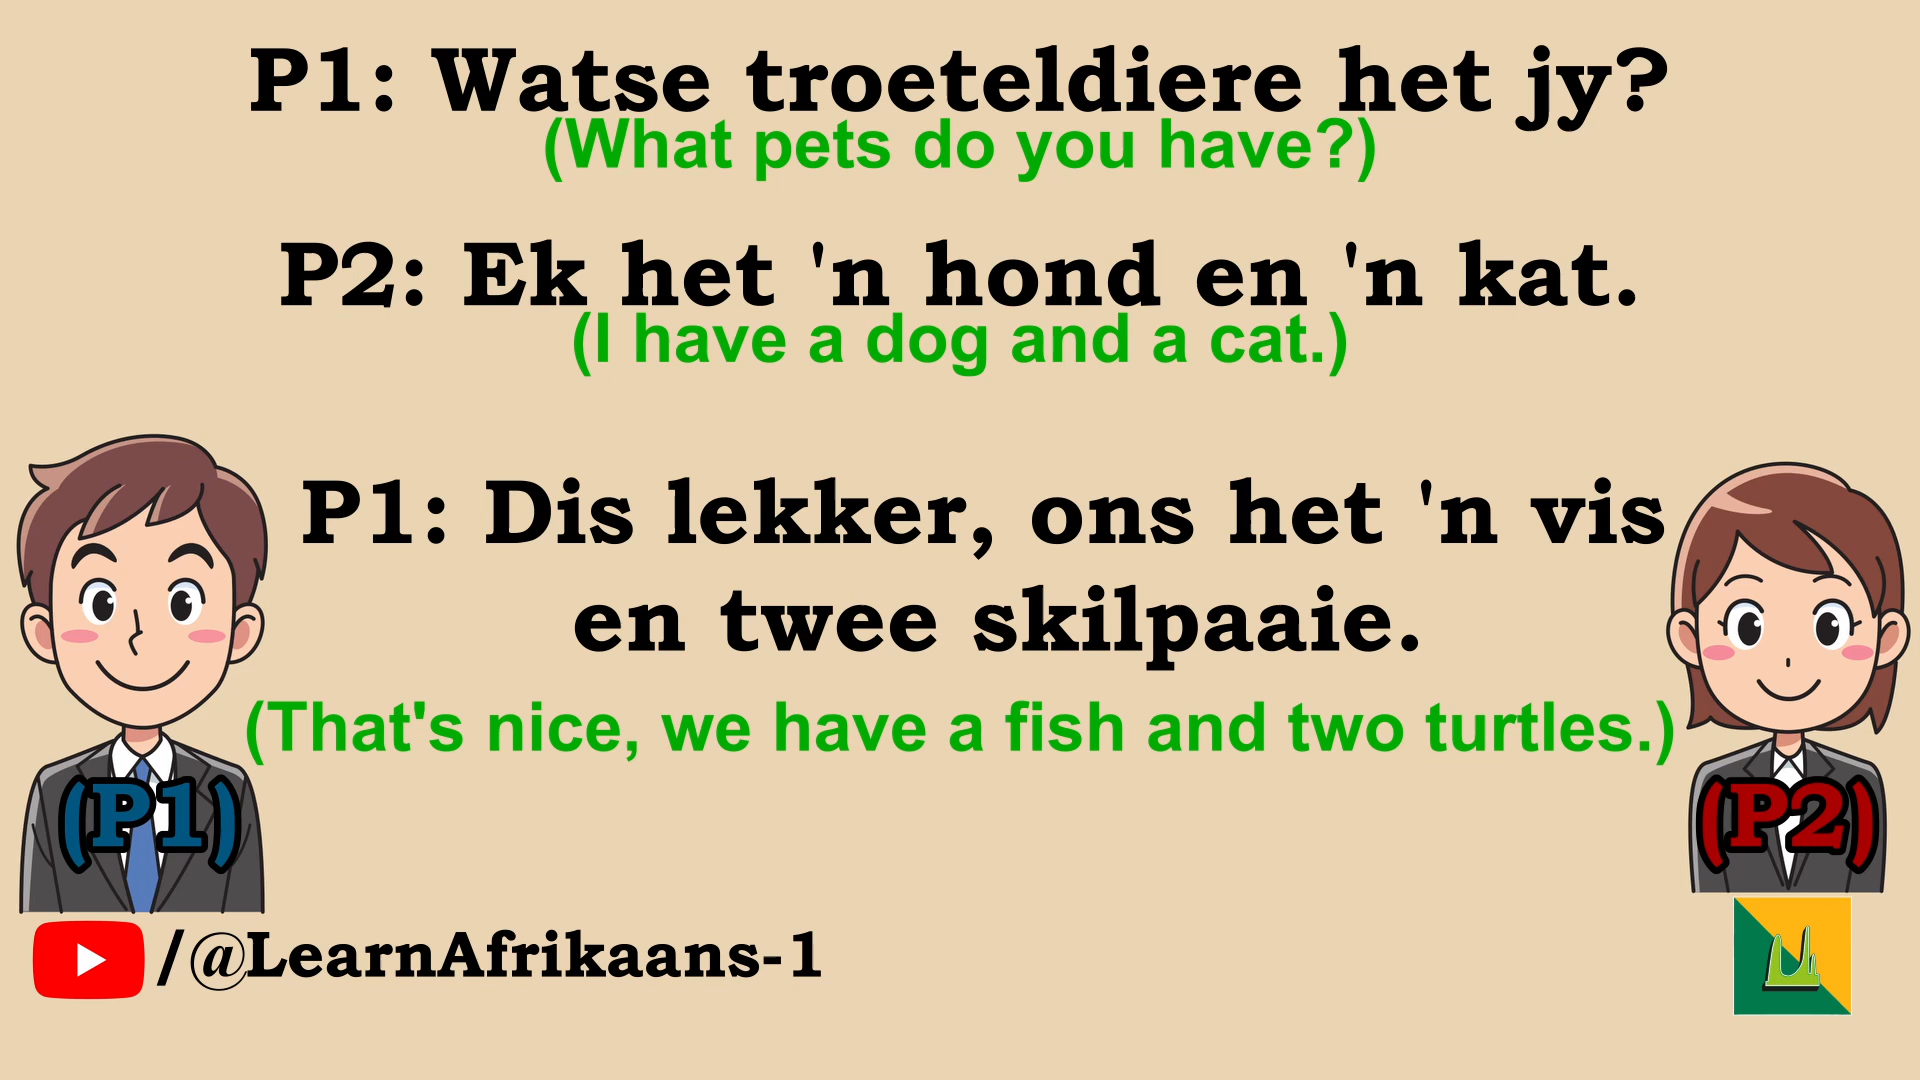 P1: Watse troeteldiere het jy?
(What pets do you have?)
P2: Ek het 'n hond en 'n kat.
(I have a dog and a cat.)
P1: Dis lekker, ons het 'n vis
en twee skilpaaie.
(That's nice, we have a fish and two turtles.)
(P1)
(P2)
/@LearnAfrikaans-1